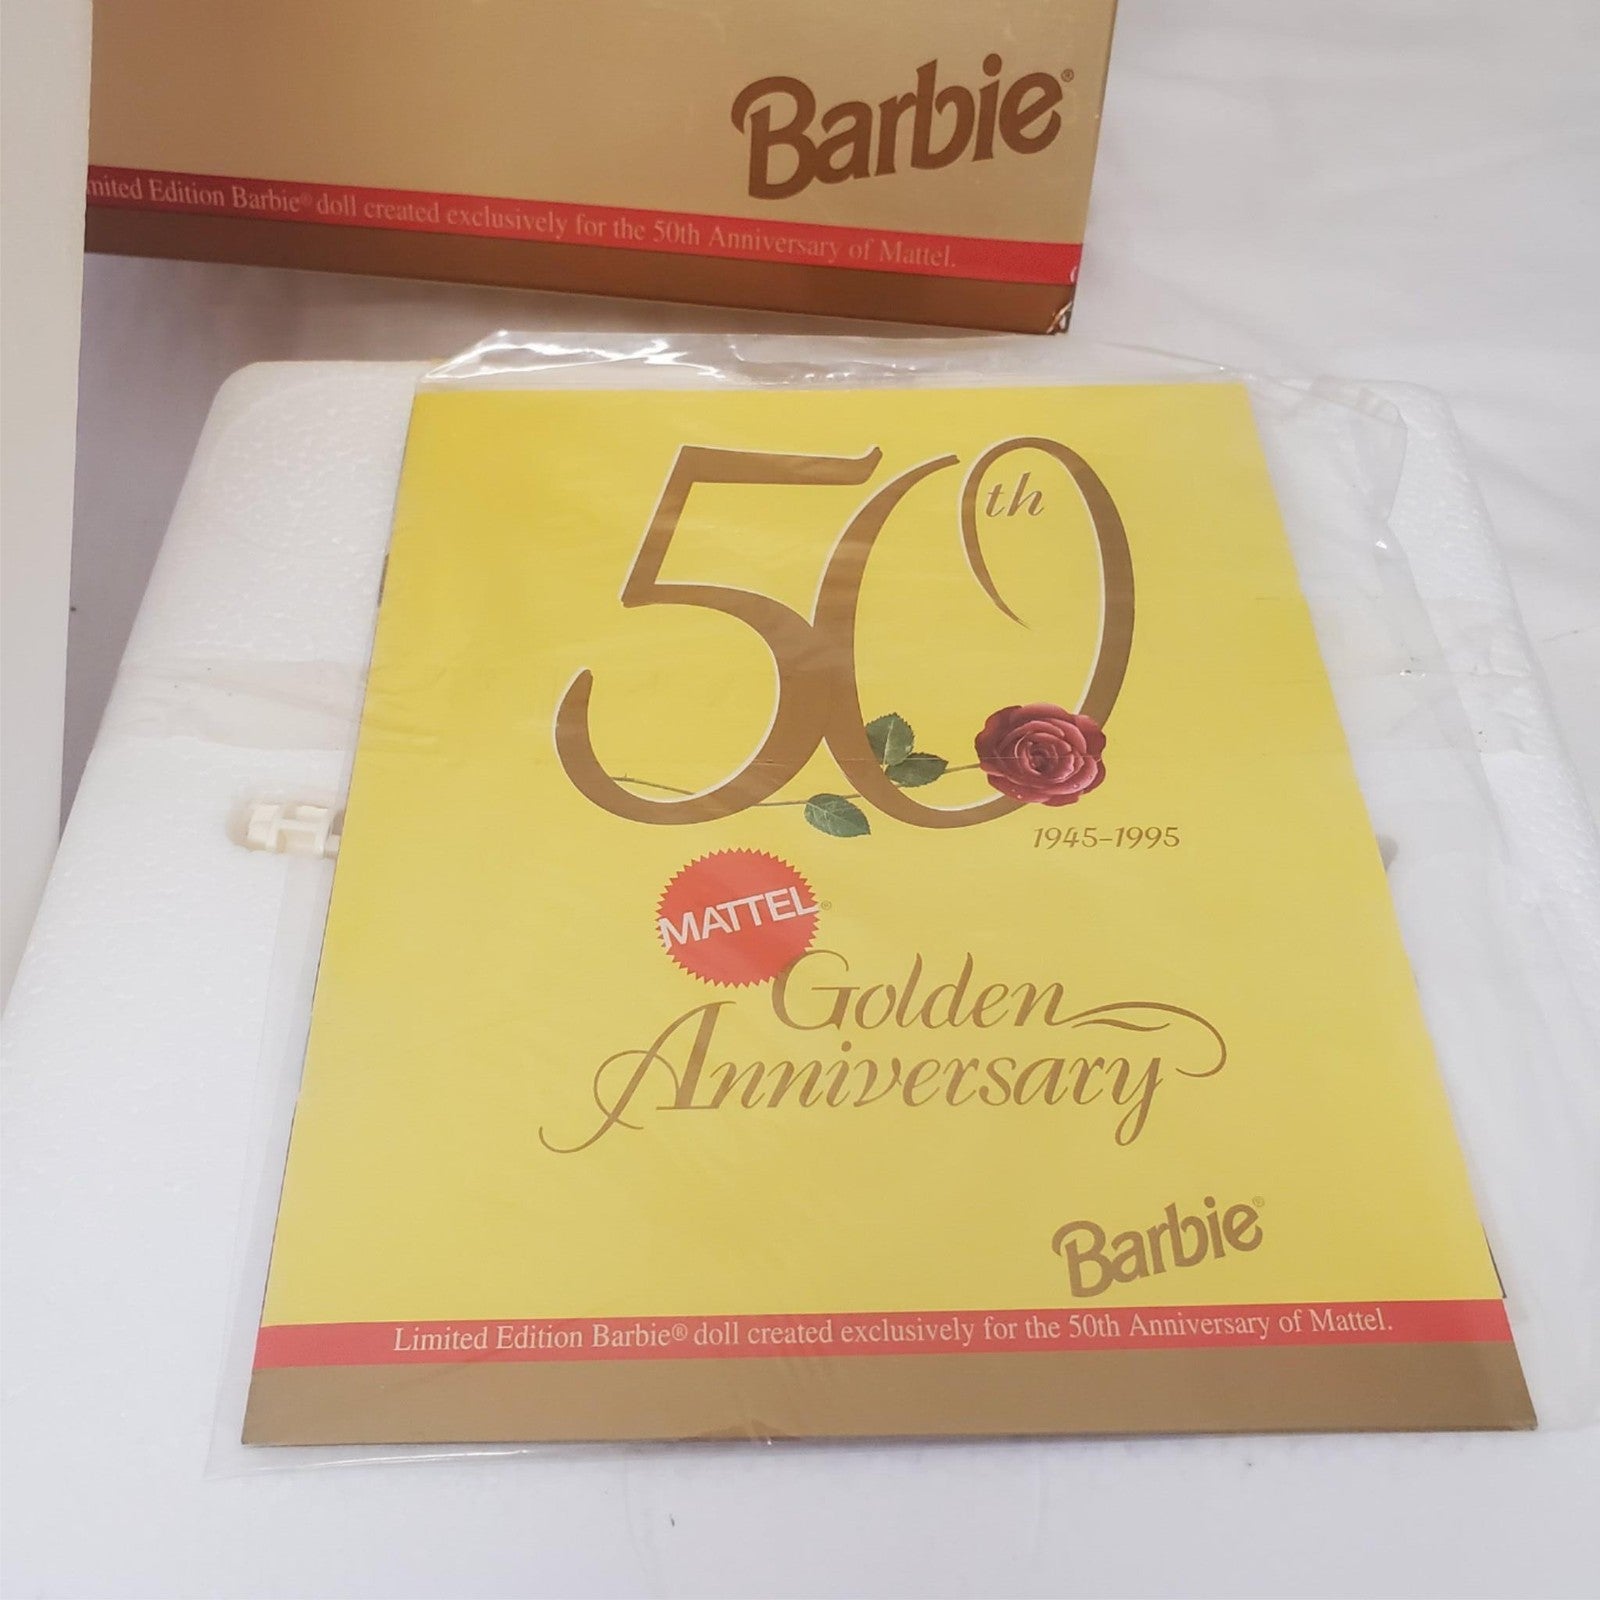 Barbie®
mited Edition Barbie® doll created exclusively for the 50th Anniversary of Mattel.
50th
1945-1995
MATTEL®
Golden
Anniversary
Barbie®
Limited Edition Barbie® doll created exclusively for the 50th Anniversary of Mattel.